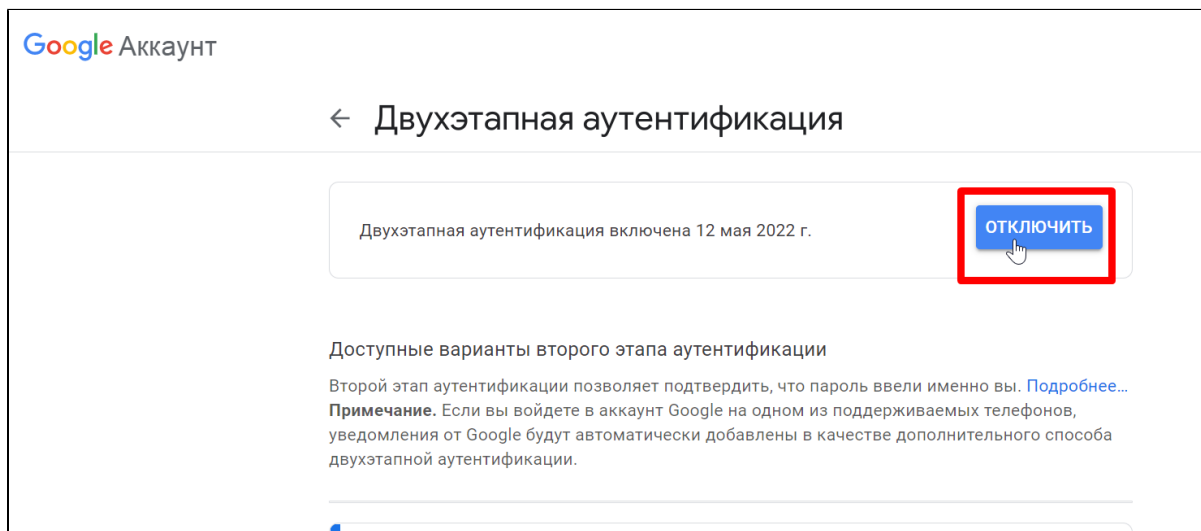 Google Аккаунт
Двухэтапная аутентификация
Двухэтапная аутентификация включена 12 мая 2022 г.
ОТКЛЮЧИТЬ
Доступные варианты второго этапа аутентификации
Второй этап аутентификации позволяет подтвердить, что пароль ввели именно вы. Подробнее…
Примечание. Если вы войдете в аккаунт Google на одном из поддерживаемых телефонов,
уведомления от Google будут автоматически добавлены в качестве дополнительного способа
двухэтапной аутентификации.